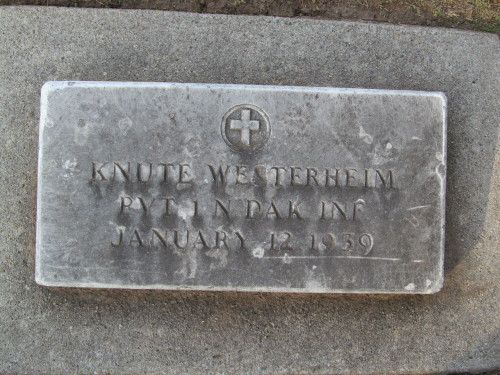 KNUTE WESTERHEIM
PVT 1 N DAK INF
JANUARY 12 1939